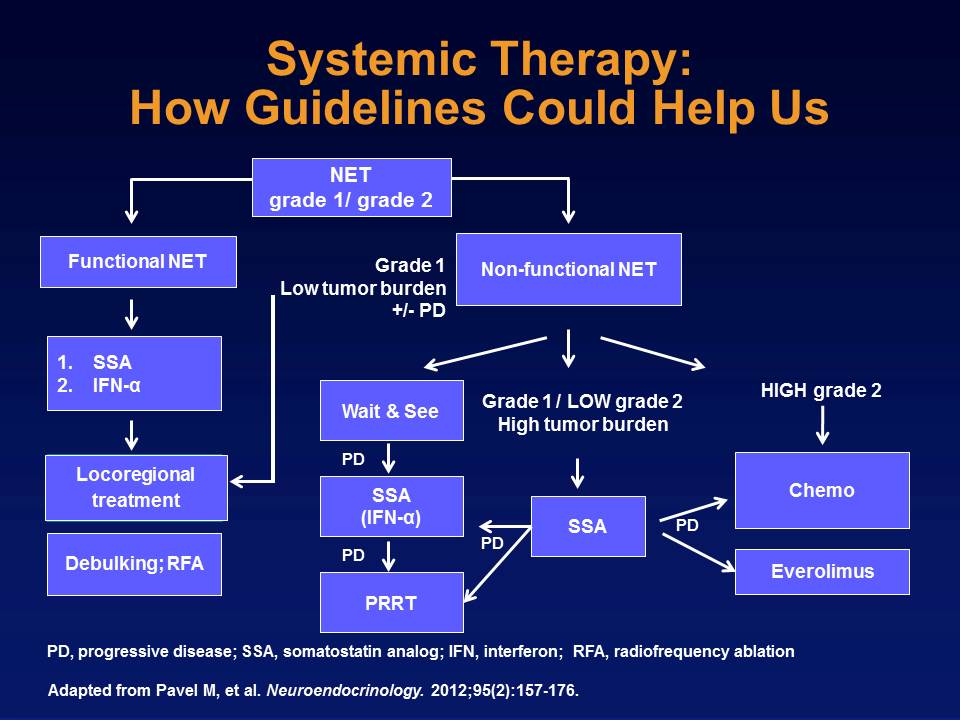 Systemic Therapy:
How Guidelines Could Help Us
NET
grade 1/ grade 2
Functional NET
Grade 1
Low tumor burden
+/- PD
Non-functional NET
1. SSA
2. IFN-α
Locoregional
treatment
Debulking; RFA
Wait & See
PD
SSA
(IFN-α)
PD
PRRT
Grade 1 / LOW grade 2
High tumor burden
SSA
PD
PD
HIGH grade 2
Chemo
Everolimus
PD, progressive disease; SSA, somatostatin analog; IFN, interferon; RFA, radiofrequency ablation
Adapted from Pavel M, et al. Neuroendocrinology. 2012;95(2):157-176.